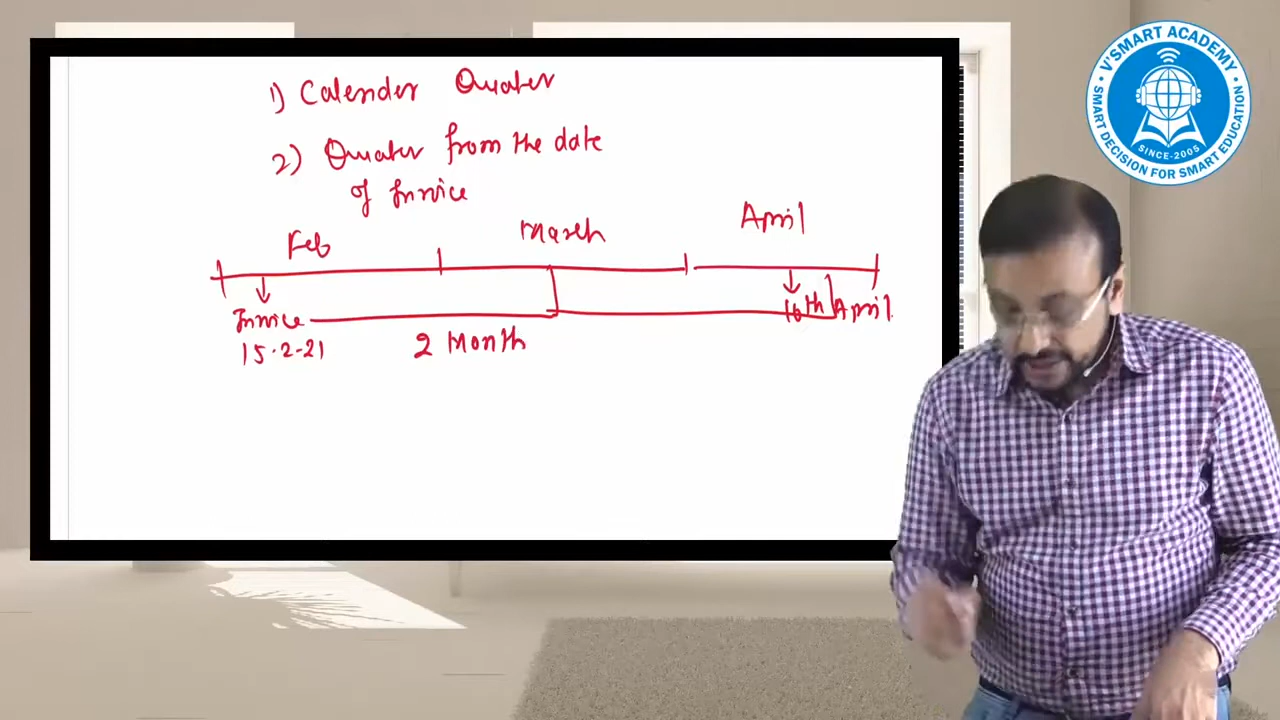 1) Calender Quater
2) Quater from the date
of Invoice
Feb
March
April
Invoice
16th April
15.2-21
2 Month
V'SMART ACADEMY
SINCE-2005
SMART DECISION FOR SMART EDUCATION